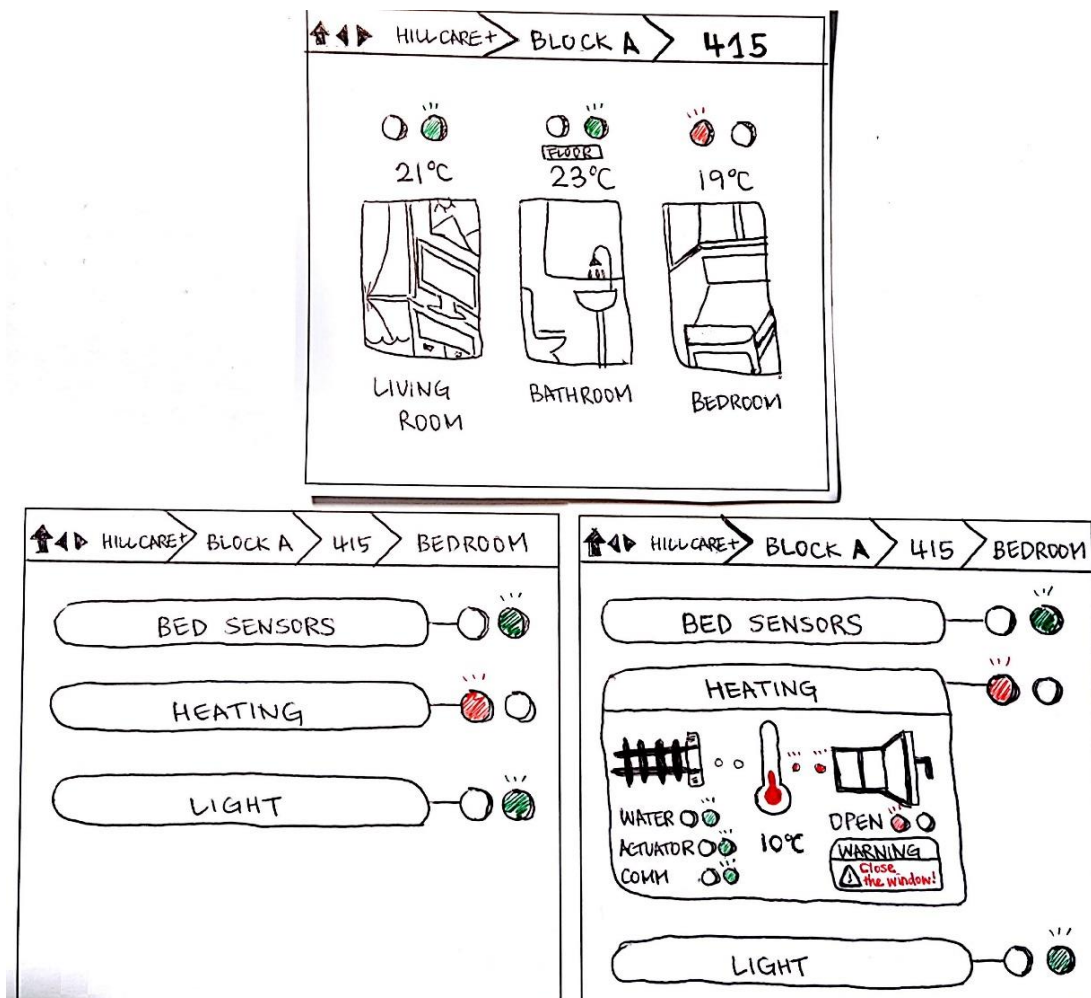 HILLCARE+ BLOCK A 415
21°C
FLOOR
23°C
19°C
LIVING
ROOM
BATHROOM
BEDROOM
HILLCARE+ BLOCK A 415 BEDROOM
BED SENSORS
HEATING
LIGHT
HILLCARE+ BLOCK A 415 BEDROOM
BED SENSORS
HEATING
WATER
ACTUATOR
COMM
10°C
OPEN
WARNING
! Close
the window!
LIGHT